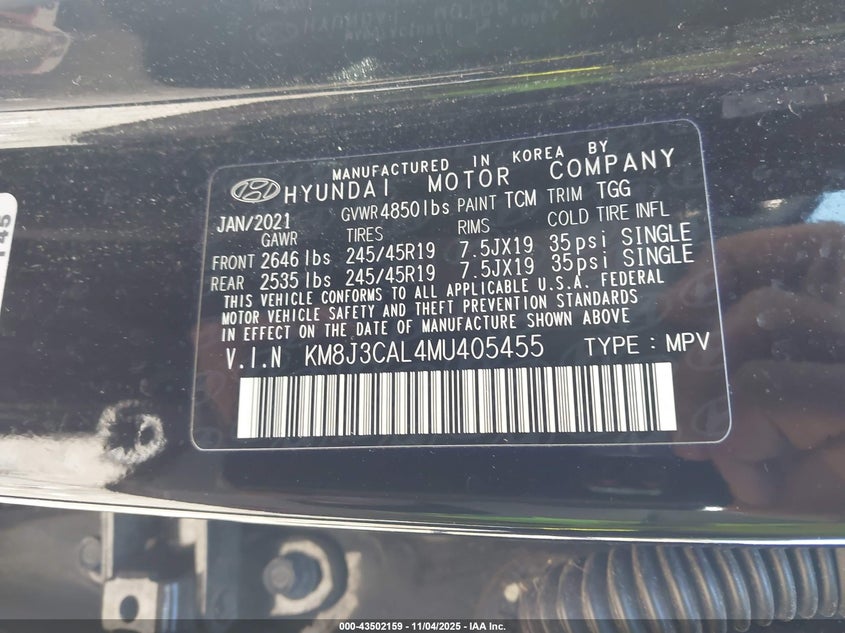 MANUFACTURED IN KOREA BY
HYUNDAI MOTOR COMPANY
JAN/2021 GVWR 4850lbs PAINT TCM TRIM TGG
GAWR TIRES RIMS COLD TIRE INFL
FRONT 2646 lbs 245/45R19 7.5JX19 35psi SINGLE
REAR 2535 lbs 245/45R19 7.5JX19 35psi SINGLE
THIS VEHICLE CONFORMS TO ALL APPLICABLE U.S.A. FEDERAL
MOTOR VEHICLE SAFETY AND THEFT PREVENTION STANDARDS
IN EFFECT ON THE DATE OF MANUFACTURE SHOWN ABOVE
V.I.N KM8J3CAL4MU405455 TYPE : MPV
145
000-43502159 - 11/04/2025 - IAA Inc.